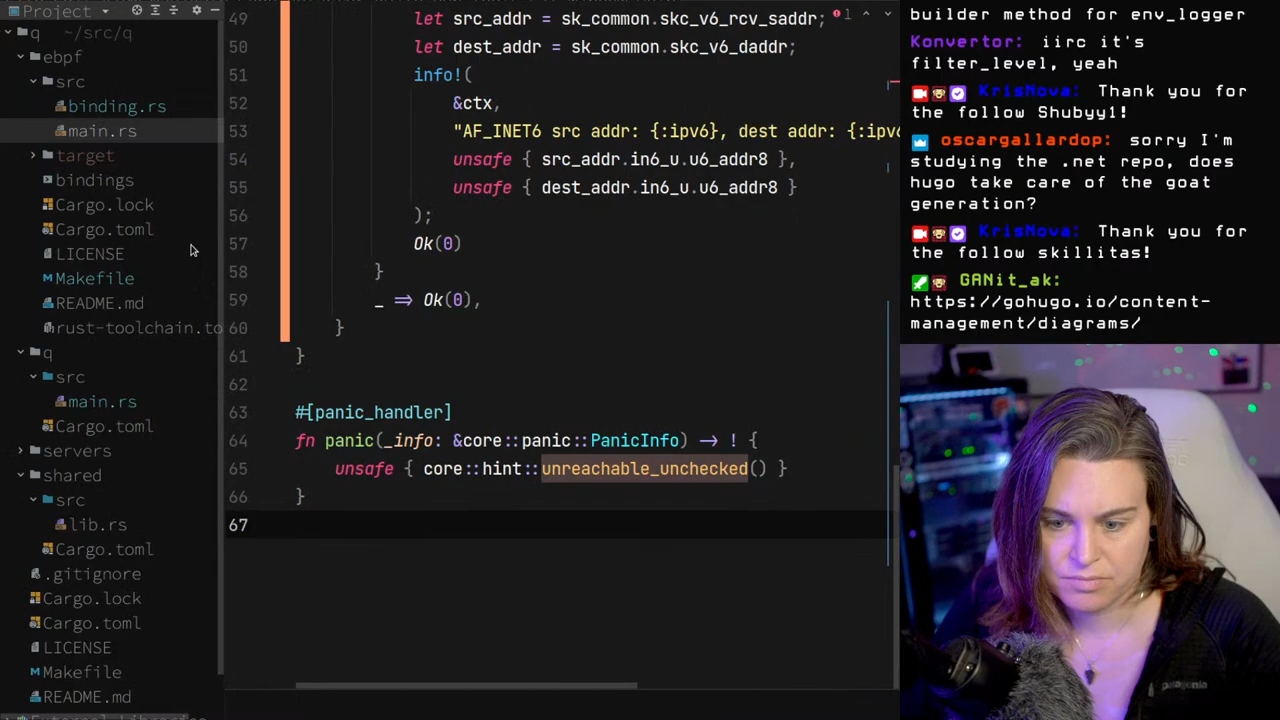 Project
q ~/src/q
ebpf
src
binding.rs
main.rs
target
bindings
Cargo.lock
Cargo.toml
LICENSE
Makefile
README.md
rust-toolchain.to
q
src
main.rs
Cargo.toml
servers
shared
src
lib.rs
Cargo.toml
.gitignore
Cargo.lock
Cargo.toml
LICENSE
Makefile
README.md
External Libraries
49 let src_addr = sk_common.skc_v6_rcv_saddr;
1
50 let dest_addr = sk_common.skc_v6_daddr;
51 info!(
52 &ctx,
53 "AF_INET6 src addr: {:ipv6}, dest addr: {:ipv6
54 unsafe { src_addr.in6_u.u6_addr8 },
55 unsafe { dest_addr.in6_u.u6_addr8 }
56 );
57 Ok(0)
58 }
59 _ => Ok(0),
60 }
61 }
62
63 #[panic_handler]
64 fn panic(_info: &core::panic::PanicInfo) -> ! {
65 unsafe { core::hint::unreachable_unchecked() }
66 }
67
builder method for env_logger
Konvertor: iirc it's
filter_level, yeah
KrisNova: Thank you for
the follow Shubyy1!
oscargallardop: sorry I'm
studying the .net repo, does
hugo take care of the goat
generation?
KrisNova: Thank you for
the follow skillitas!
GANit_ak:
https://gohugo.io/content-
management/diagrams/
patagonia